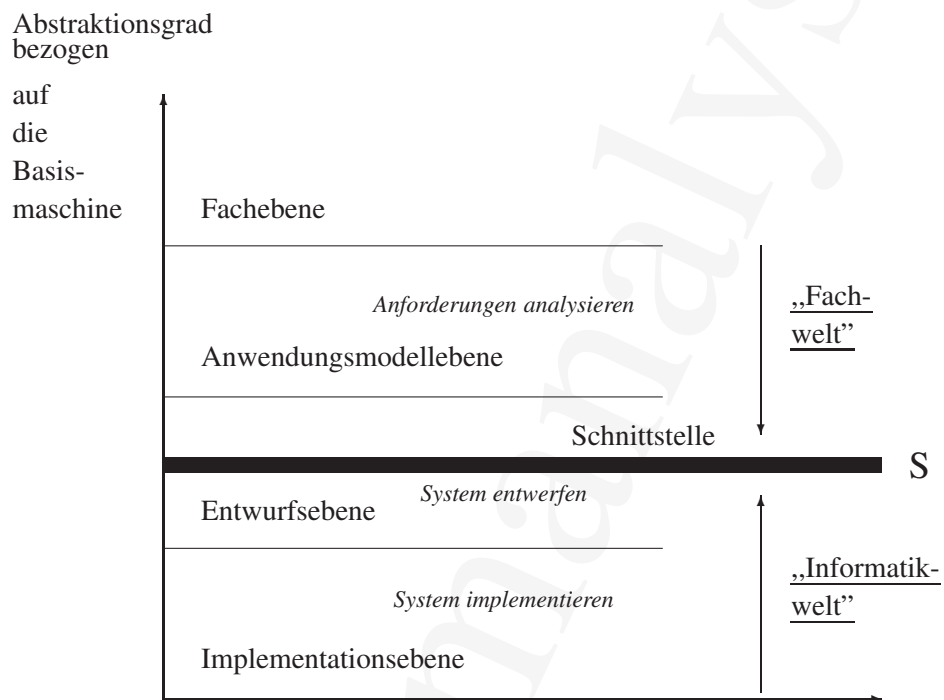 Abstraktionsgrad
bezogen
auf
die
Basis-
maschine
Fachebene
Anforderungen analysieren
,,Fach-
welt”
Anwendungsmodellebene
Schnittstelle
S
System entwerfen
Entwurfsebene
,,Informatik-
welt”
System implementieren
Implementationsebene
manalys